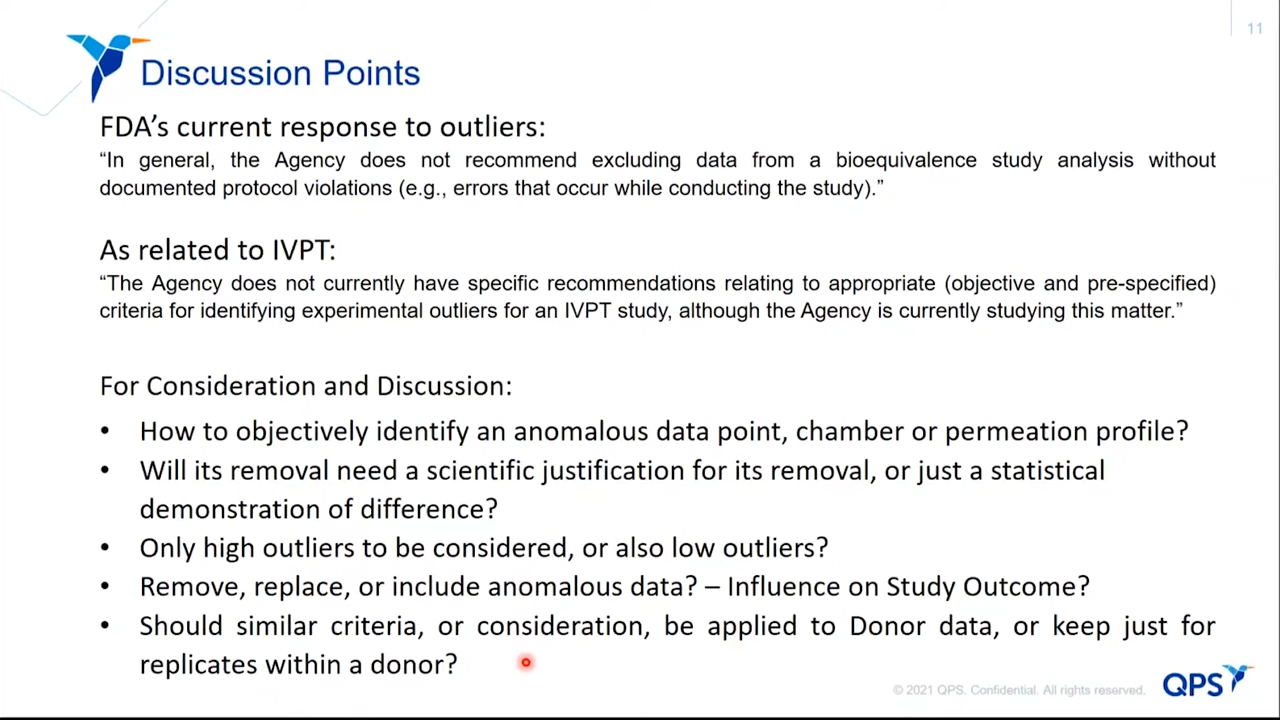 11
Discussion Points
FDA’s current response to outliers:
“In general, the Agency does not recommend excluding data from a bioequivalence study analysis without
documented protocol violations (e.g., errors that occur while conducting the study).”
As related to IVPT:
“The Agency does not currently have specific recommendations relating to appropriate (objective and pre-specified)
criteria for identifying experimental outliers for an IVPT study, although the Agency is currently studying this matter.”
For Consideration and Discussion:
• How to objectively identify an anomalous data point, chamber or permeation profile?
• Will its removal need a scientific justification for its removal, or just a statistical
demonstration of difference?
• Only high outliers to be considered, or also low outliers?
• Remove, replace, or include anomalous data? – Influence on Study Outcome?
• Should similar criteria, or consideration, be applied to Donor data, or keep just for
replicates within a donor?
© 2021 QPS. Confidential. All rights reserved.
QPS